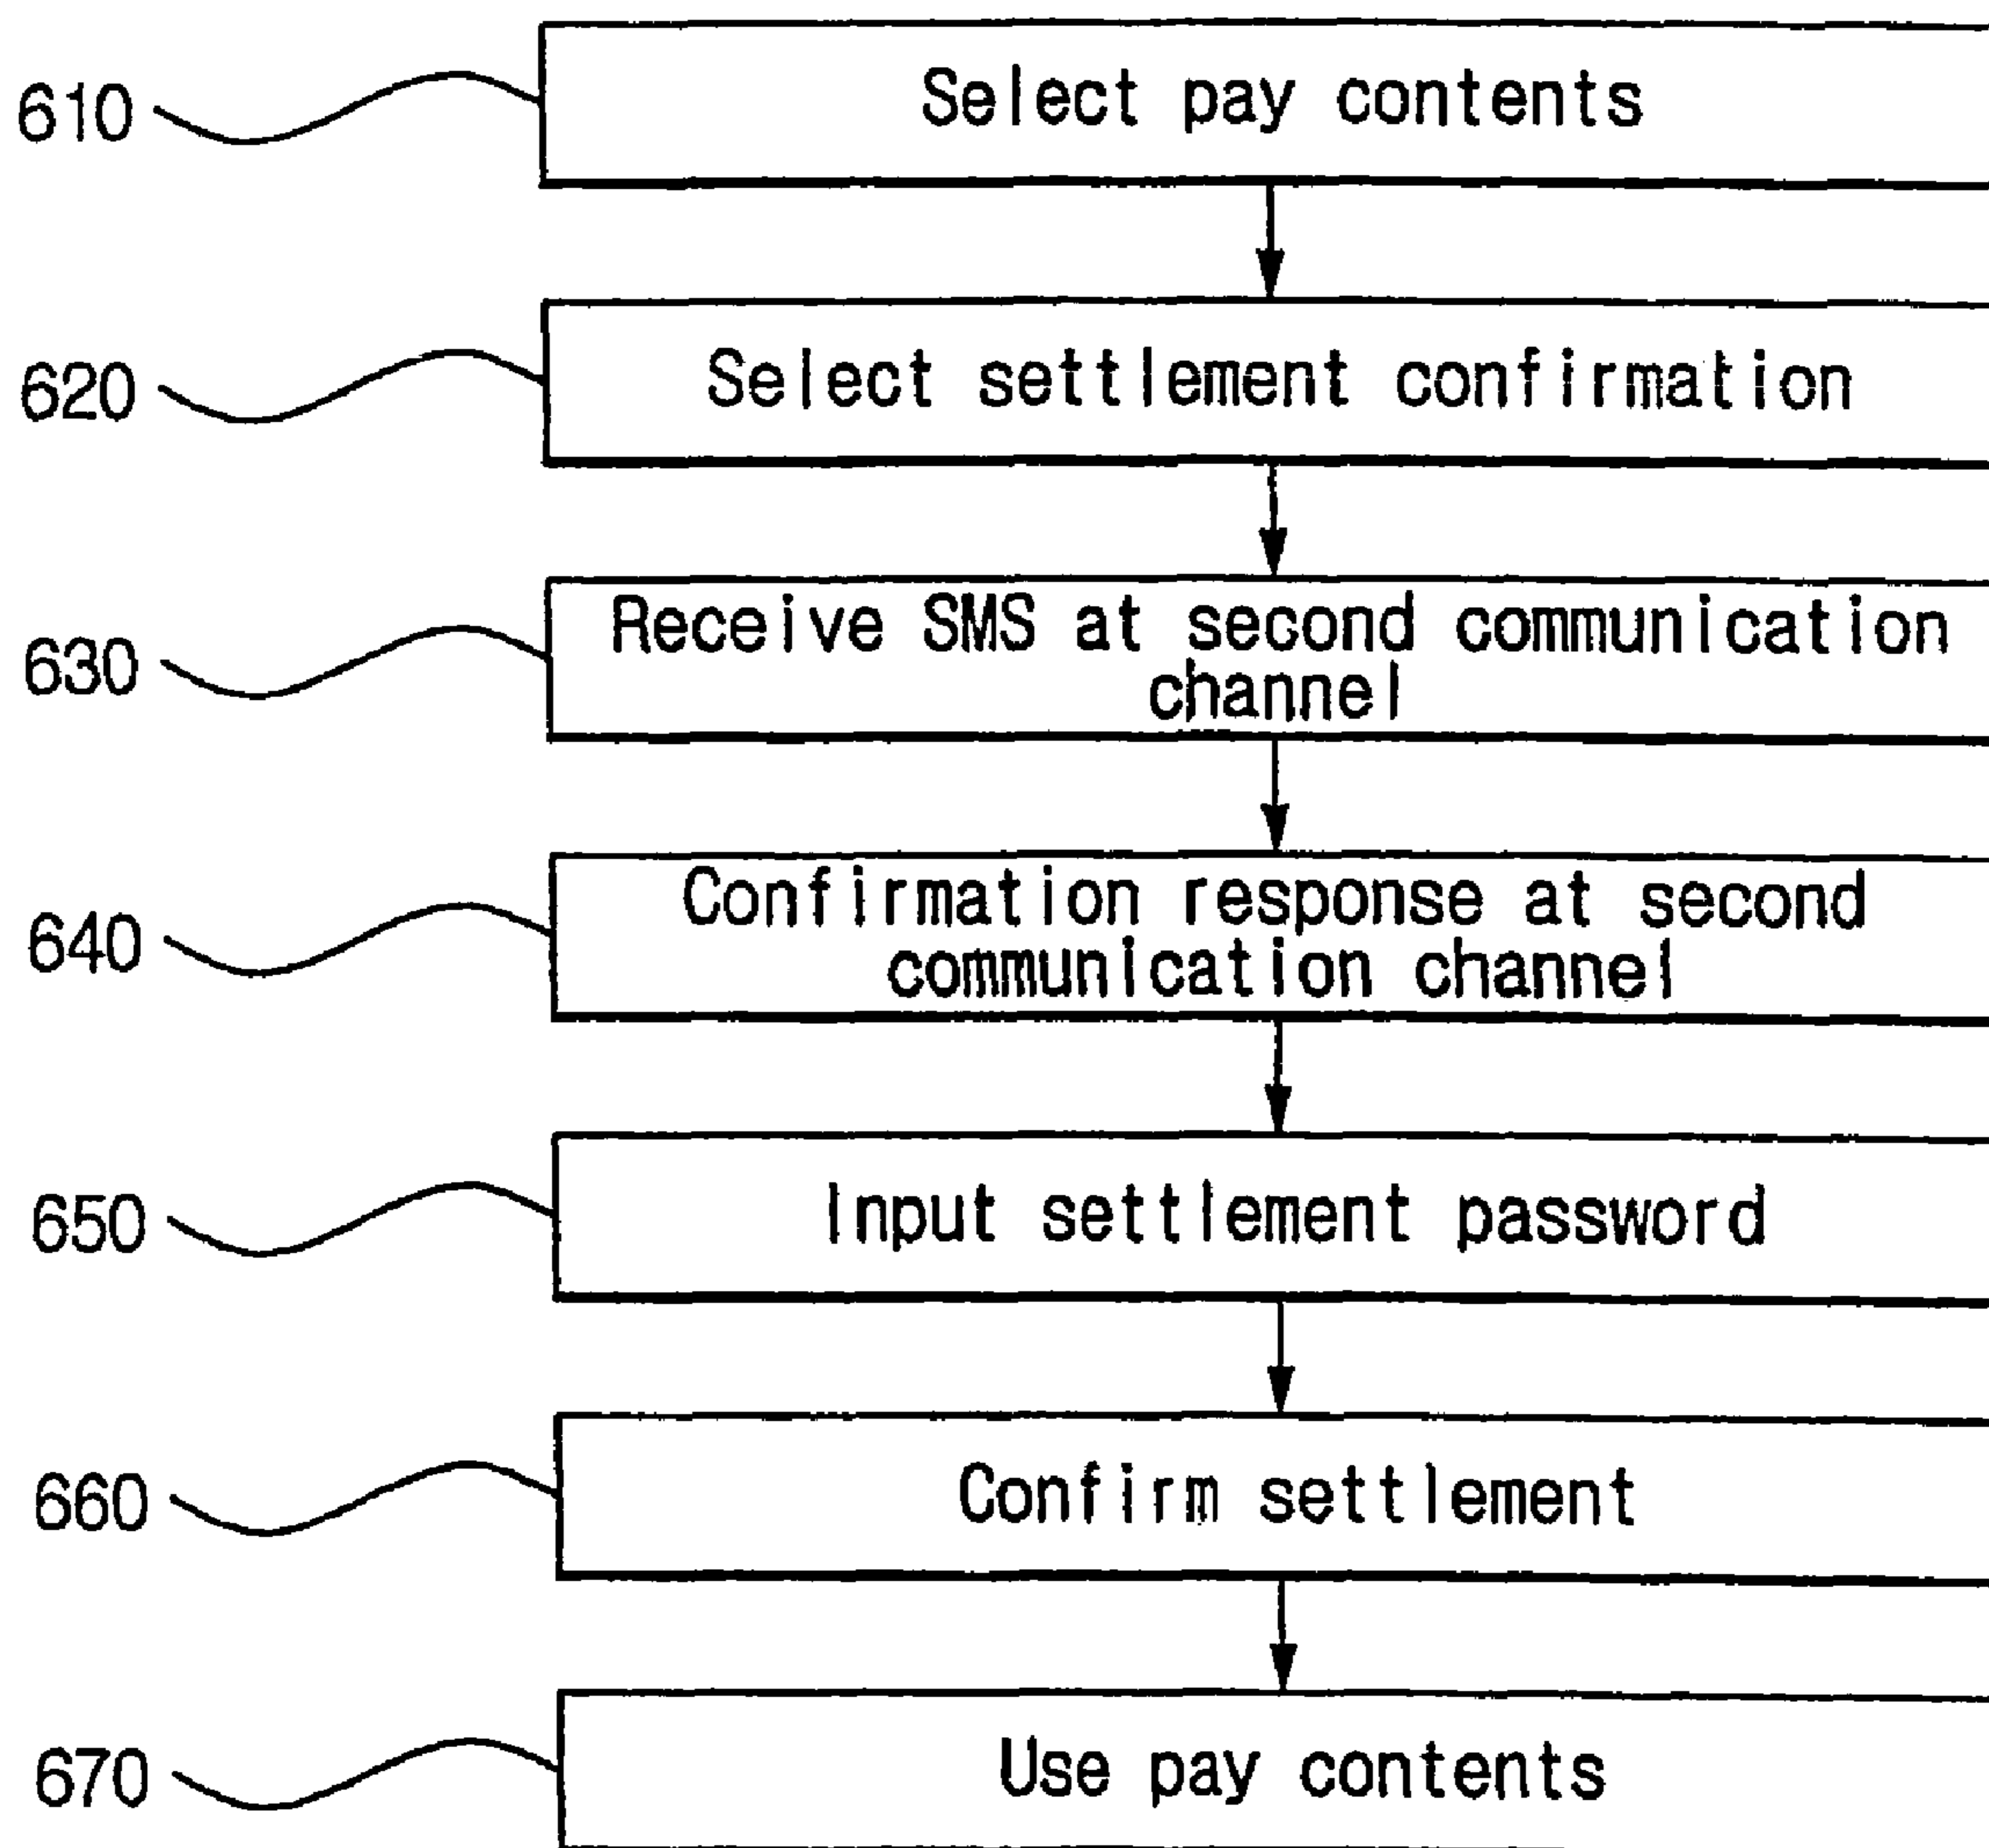 610 Select pay contents
620 Select settlement confirmation
630 Receive SMS at second communication
channel
640 Confirmation response at second
communication channel
650 Input settlement password
660 Confirm settlement
670 Use pay contents